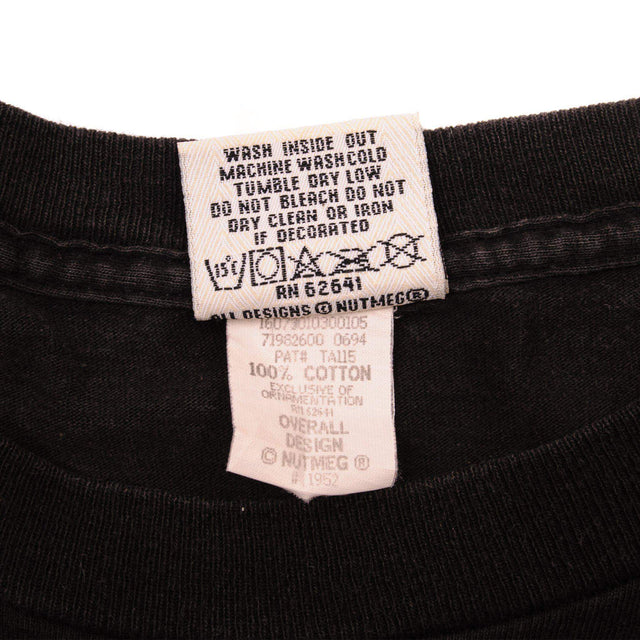 WASH INSIDE OUT
MACHINE WASH COLD
TUMBLE DRY LOW
DO NOT BLEACH DO NOT
DRY CLEAN OR IRON
IF DECORATED
RN 62641
ALL DESIGNS © NUTMEG ®
16073010300105
71982600 0694
PAT# TA115
100% COTTON
EXCLUSIVE OF
ORNAMENTATION
RN 62641
OVERALL
DESIGN
© NUTMEG ®
# 1952